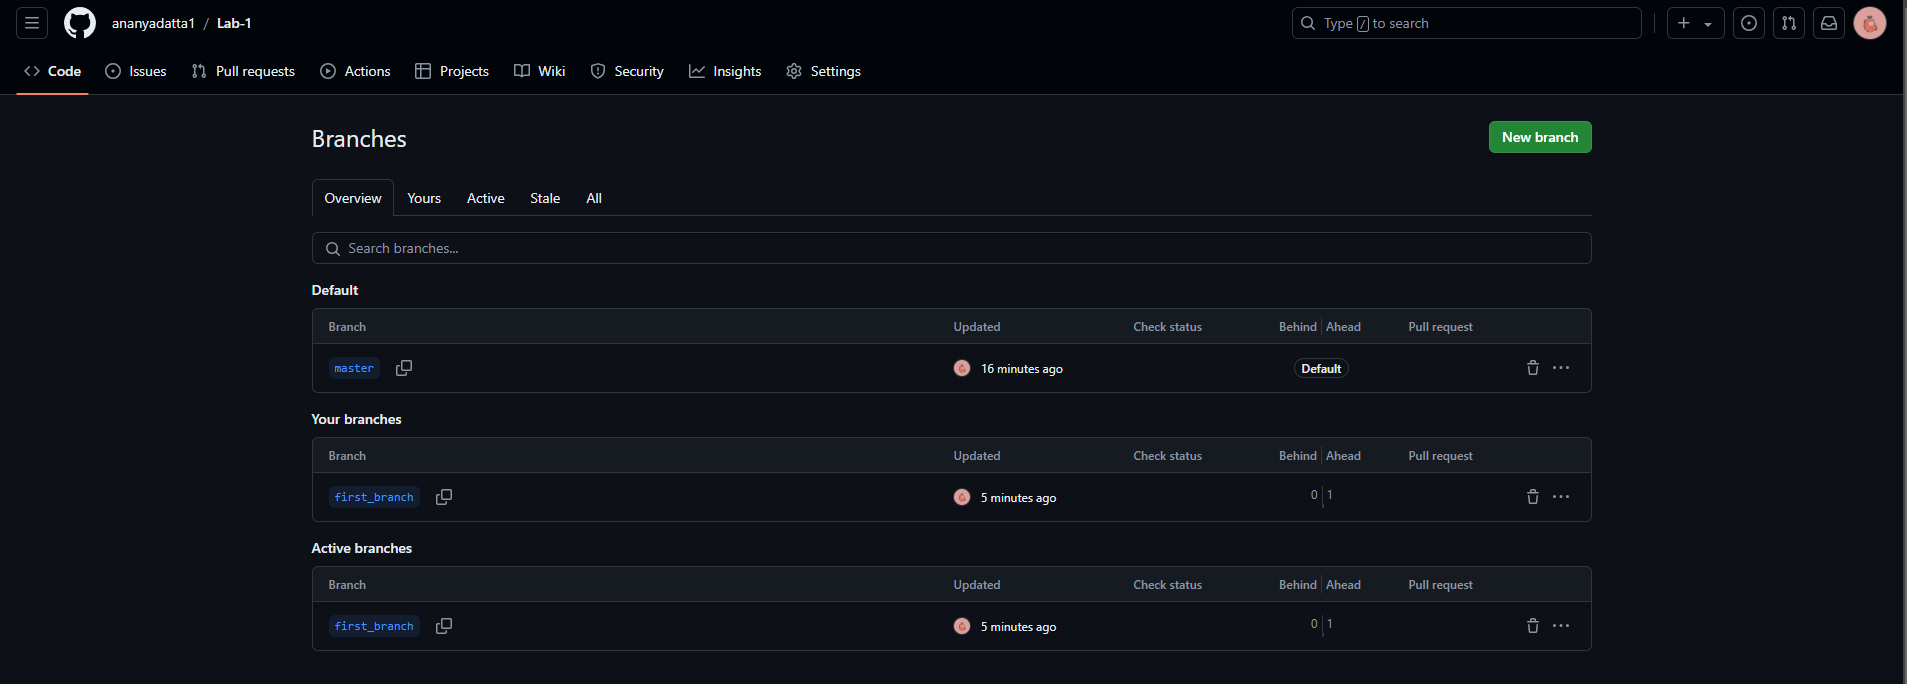 ananyadatta1 / Lab-1 Type / to search
Code Issues Pull requests Actions Projects Wiki Security Insights Settings
Branches New branch
Overview Yours Active Stale All
Search branches...
Default
Branch Updated Check status Behind Ahead Pull request
master 16 minutes ago Default
Your branches
Branch Updated Check status Behind Ahead Pull request
first_branch 5 minutes ago 0 1
Active branches
Branch Updated Check status Behind Ahead Pull request
first_branch 5 minutes ago 0 1